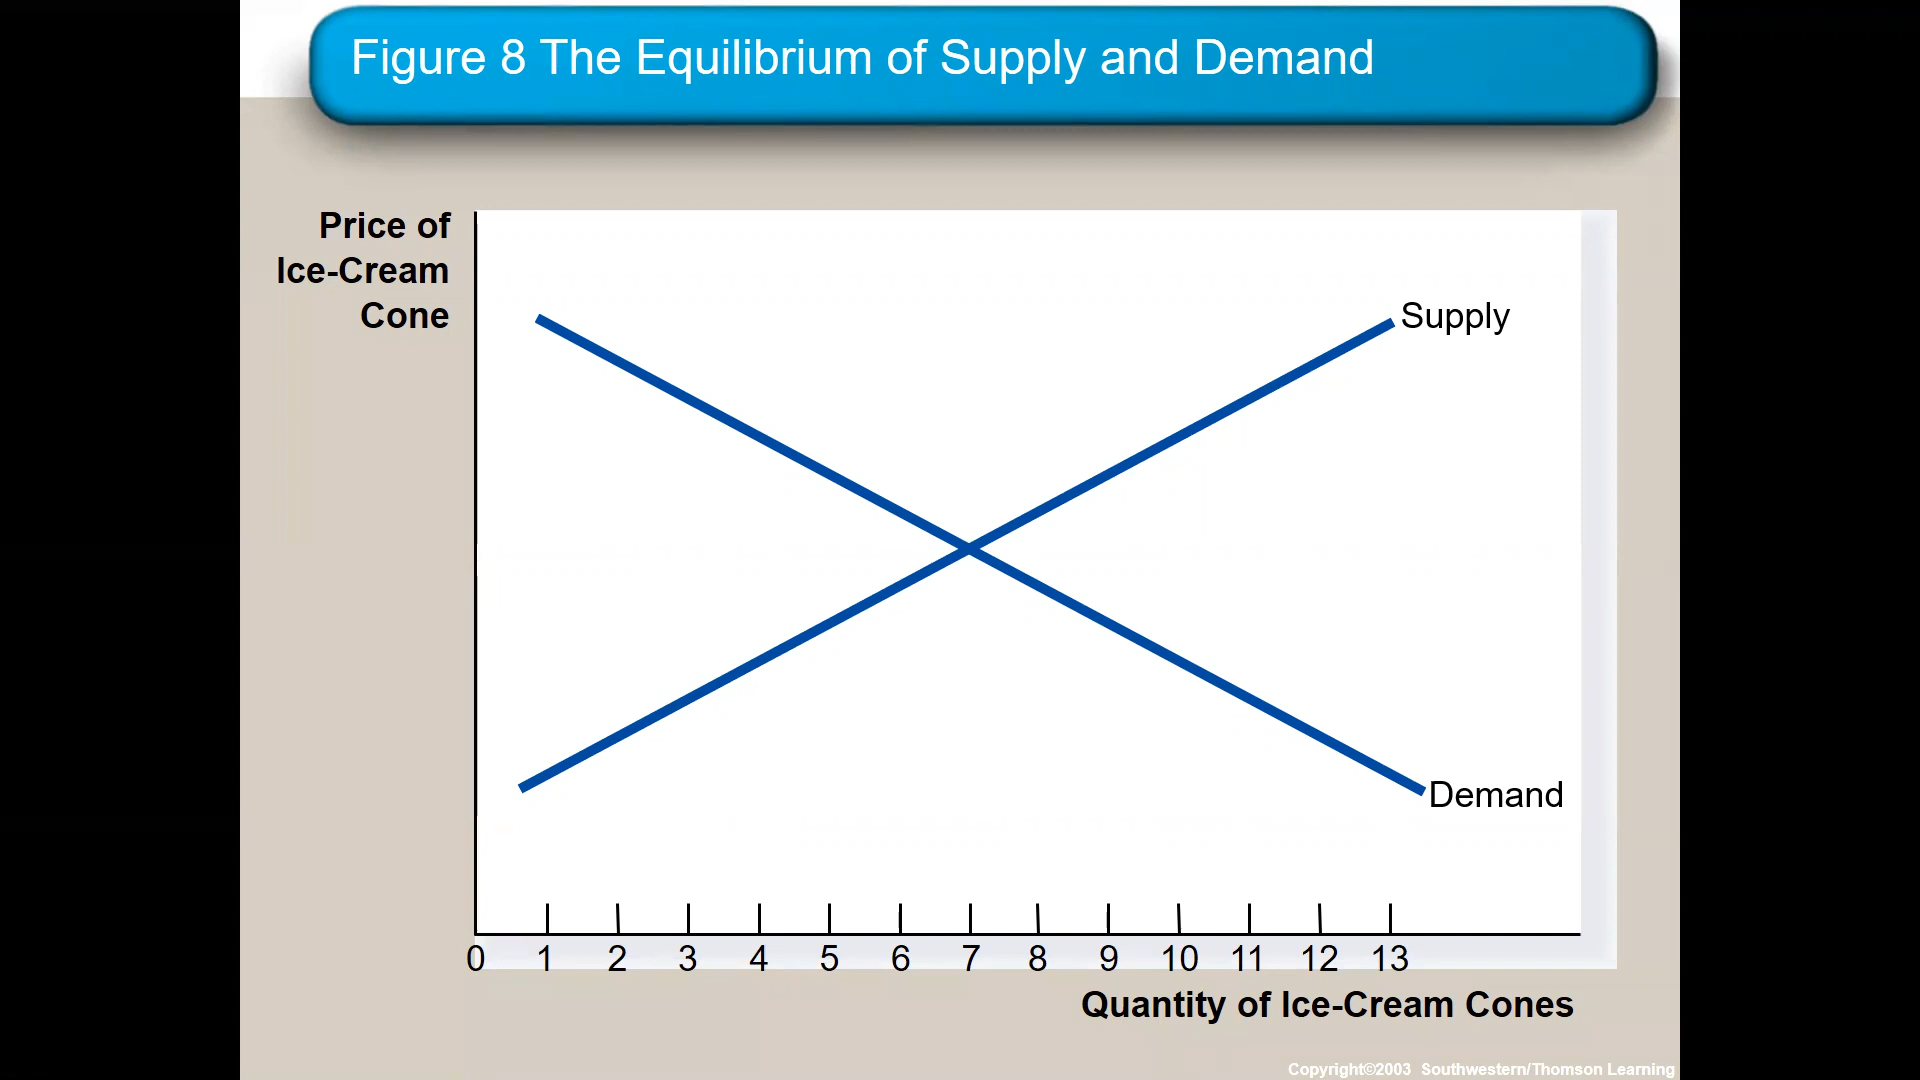 Figure 8 The Equilibrium of Supply and Demand
Price of
Ice-Cream
Cone
Supply
Demand
0 1 2 3 4 5 6 7 8 9 10 11 12 13
Quantity of Ice-Cream Cones
Copyright©2003 Southwestern/Thomson Learning